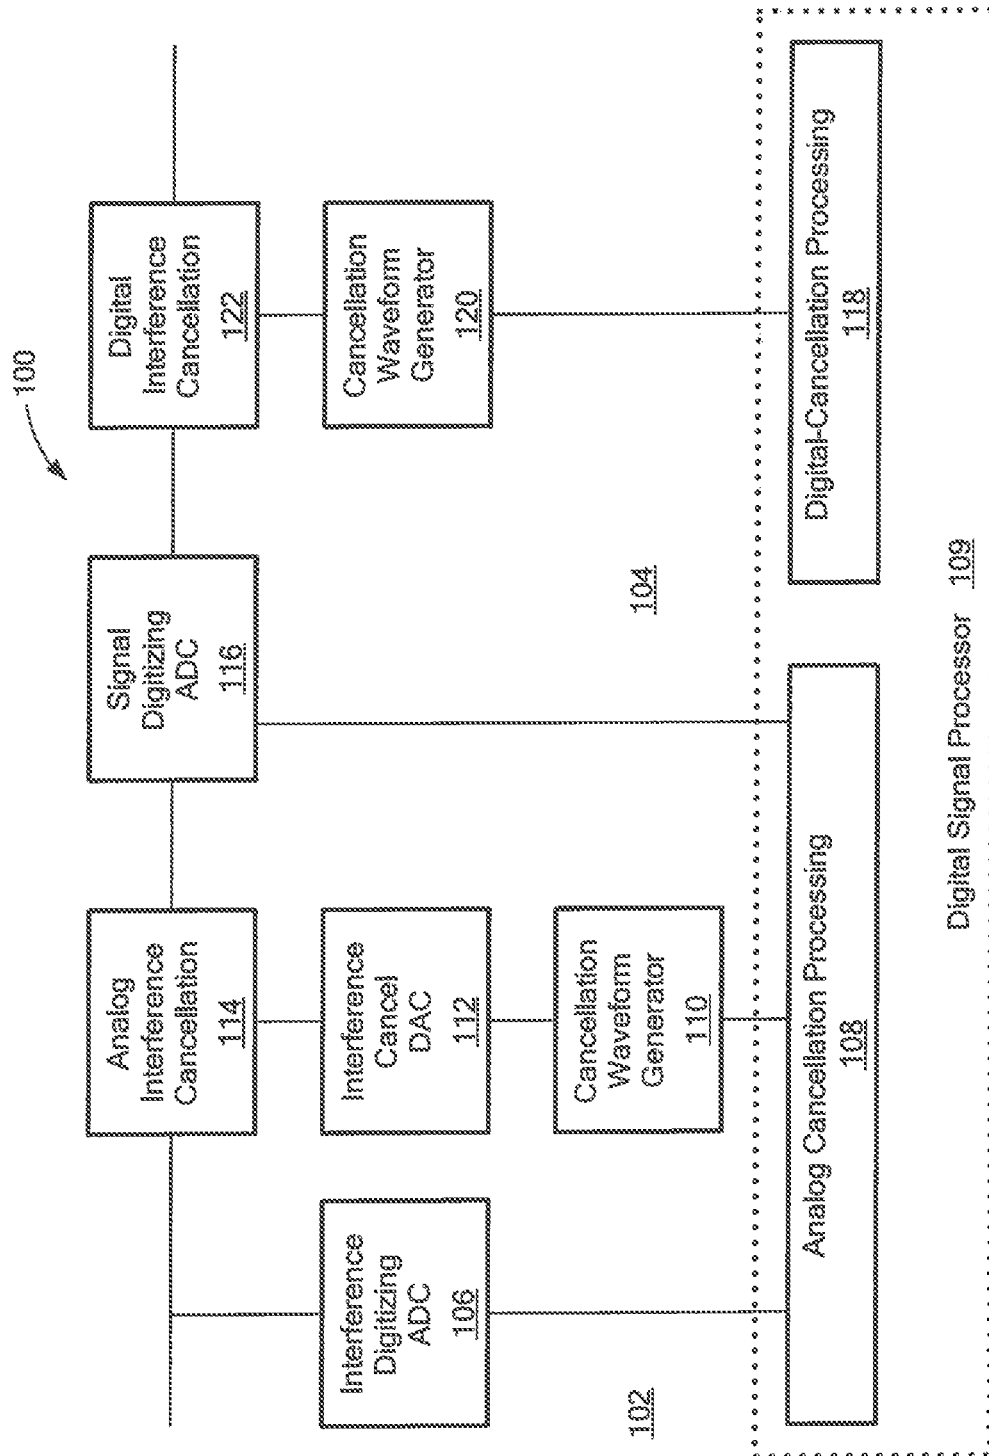 100
Analog
Interference
Cancellation
114
Signal
Digitizing
ADC
116
Digital
Interference
Cancellation
122
Interference
Digitizing
ADC
106
Interference
Cancel
DAC
112
Cancellation
Waveform
Generator
120
Cancellation
Waveform
Generator
110
102
104
Analog Cancellation Processing
108
Digital-Cancellation Processing
118
Digital Signal Processor 109